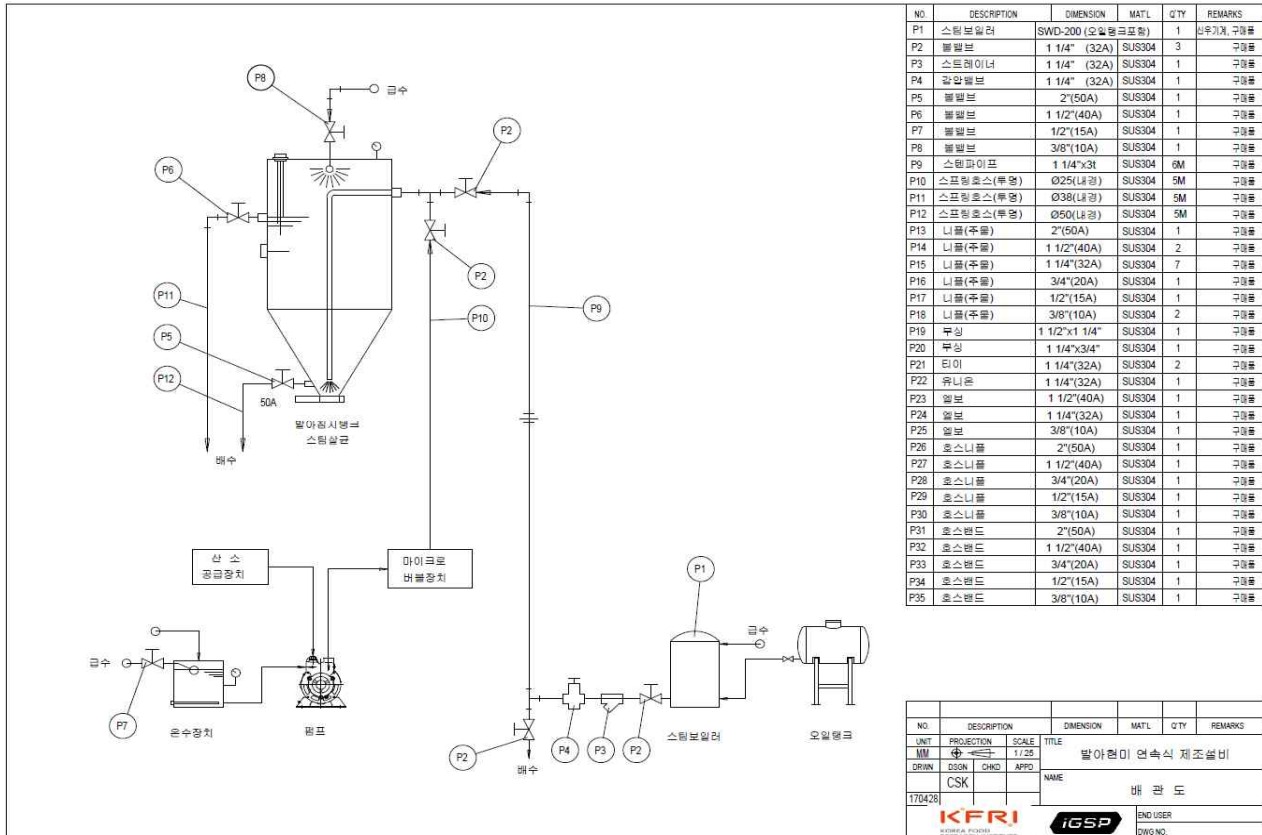 P8
급수
P2
P6
P2
P11
P10
P9
P5
P12
50A
발아침지탱크
스팀살균
배수
산 소
공급장치
마이크로
버블장치
P1
급수
급수
P7
온수장치
펌프
P2
배수
P4
P3
P2
스팀보일러
오일탱크
NO. DESCRIPTION DIMENSION MAT'L Q'TY REMARKS
P1 스팀보일러 SWD-200 (오일탱크포함) 1 신우기계, 구매품
P2 볼밸브 1 1/4" (32A) SUS304 3 구매품
P3 스트레이너 1 1/4" (32A) SUS304 1 구매품
P4 감압밸브 1 1/4" (32A) SUS304 1 구매품
P5 볼밸브 2"(50A) SUS304 1 구매품
P6 볼밸브 1 1/2"(40A) SUS304 1 구매품
P7 볼밸브 1/2"(15A) SUS304 1 구매품
P8 볼밸브 3/8"(10A) SUS304 1 구매품
P9 스텐파이프 1 1/4"x3t SUS304 6M 구매품
P10 스프링호스(투명) Ø25(내경) SUS304 5M 구매품
P11 스프링호스(투명) Ø38(내경) SUS304 5M 구매품
P12 스프링호스(투명) Ø50(내경) SUS304 5M 구매품
P13 니플(주물) 2"(50A) SUS304 1 구매품
P14 니플(주물) 1 1/2"(40A) SUS304 2 구매품
P15 니플(주물) 1 1/4"(32A) SUS304 7 구매품
P16 니플(주물) 3/4"(20A) SUS304 1 구매품
P17 니플(주물) 1/2"(15A) SUS304 1 구매품
P18 니플(주물) 3/8"(10A) SUS304 2 구매품
P19 부싱 1 1/2"x1 1/4" SUS304 1 구매품
P20 부싱 1 1/4"x3/4" SUS304 1 구매품
P21 티이 1 1/4"(32A) SUS304 2 구매품
P22 유니온 1 1/4"(32A) SUS304 1 구매품
P23 엘보 1 1/2"(40A) SUS304 1 구매품
P24 엘보 1 1/4"(32A) SUS304 1 구매품
P25 엘보 3/8"(10A) SUS304 1 구매품
P26 호스니플 2"(50A) SUS304 1 구매품
P27 호스니플 1 1/2"(40A) SUS304 1 구매품
P28 호스니플 3/4"(20A) SUS304 1 구매품
P29 호스니플 1/2"(15A) SUS304 1 구매품
P30 호스니플 3/8"(10A) SUS304 1 구매품
P31 호스밴드 2"(50A) SUS304 1 구매품
P32 호스밴드 1 1/2"(40A) SUS304 1 구매품
P33 호스밴드 3/4"(20A) SUS304 1 구매품
P34 호스밴드 1/2"(15A) SUS304 1 구매품
P35 호스밴드 3/8"(10A) SUS304 1 구매품
NO. DESCRIPTION DIMENSION MAT'L Q'TY REMARKS
UNIT PROJECTION SCALE TITLE
MM 1 / 25 발아현미 연속식 제조설비
DRWN DSGN CHKD APPD
CSK NAME
배 관 도
170428
KFRI
KOREA FOOD
iGSP
END USER
DWG NO.